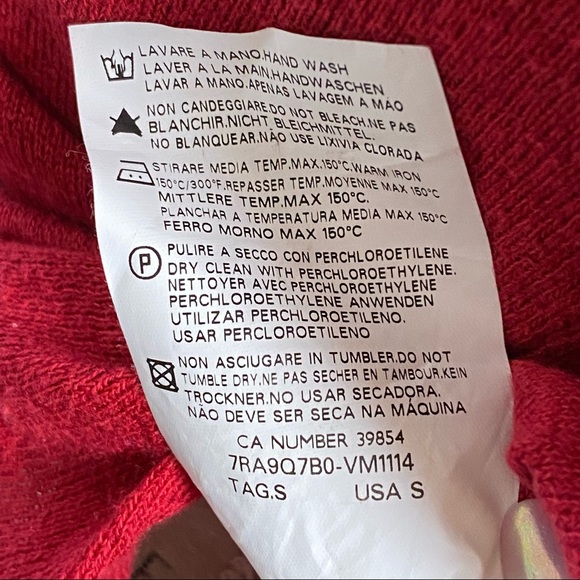 LAVARE A MANO.HAND WASH
LAVER A LA MAIN.HANDWASCHEN
LAVAR A MANO.APENAS LAVAGEM A MÃO
NON CANDEGGIARE.DO NOT BLEACH.NE PAS
BLANCHIR.NICHT BLEICHMITTEL.
NO BLANQUEAR.NÃO USE LIXIVIA CLORADA
STIRARE MEDIA TEMP.MAX.150°C.WARM IRON
150°C/300°F.REPASSER TEMP.MOYENNE MAX 150°C
MITTLERE TEMP.MAX 150°C.
PLANCHAR A TEMPERATURA MEDIA MAX 150°C
FERRO MORNO MAX 150°C
P
PULIRE A SECCO CON PERCHLOROETILENE
DRY CLEAN WITH PERCHLOROETHYLENE.
NETTOYER AVEC PERCHLOROETHYLENE
PERCHLOROETHYLENE ANWENDEN
UTILIZAR PERCHLOROETILENO.
USAR PERCLOROETILENO
NON ASCIUGARE IN TUMBLER.DO NOT
TUMBLE DRY.NE PAS SECHER EN TAMBOUR.KEIN
TROCKNER.NO USAR SECADORA.
NÃO DEVE SER SECA NA MÁQUINA
CA NUMBER 39854
7RA9Q7B0-VM1114
TAG.S USA S